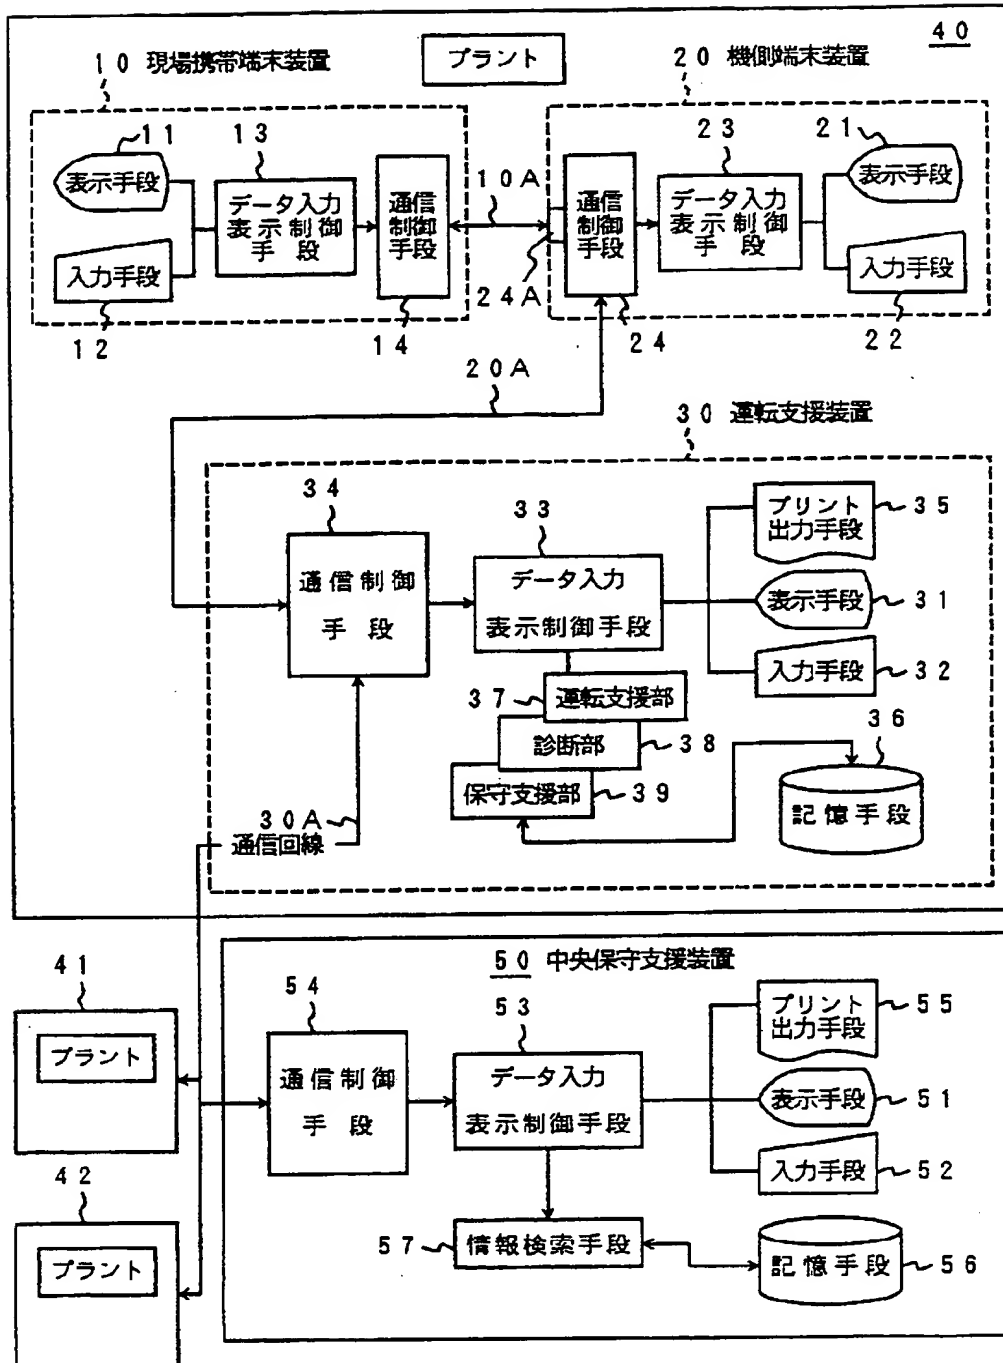 40
10 現場携帯端末装置
プラント
20 機側端末装置
11
表示手段
入力手段
12
13
データ入力
表示制御
手段
通信
制御
手段
14
10A
24A
通信
制御
手段
24
23
データ入力
表示制御
手段
21
表示手段
入力手段
22
20A
30 運転支援装置
34
通信制御
手段
33
データ入力
表示制御手段
プリント
出力手段
35
表示手段
31
入力手段
32
37
運転支援部
診断部
38
保守支援部
39
36
記憶手段
30A
通信回線
41
プラント
42
プラント
50 中央保守支援装置
54
通信制御
手段
53
データ入力
表示制御手段
プリント
出力手段
55
表示手段
51
入力手段
52
57
情報検索手段
記憶手段
56